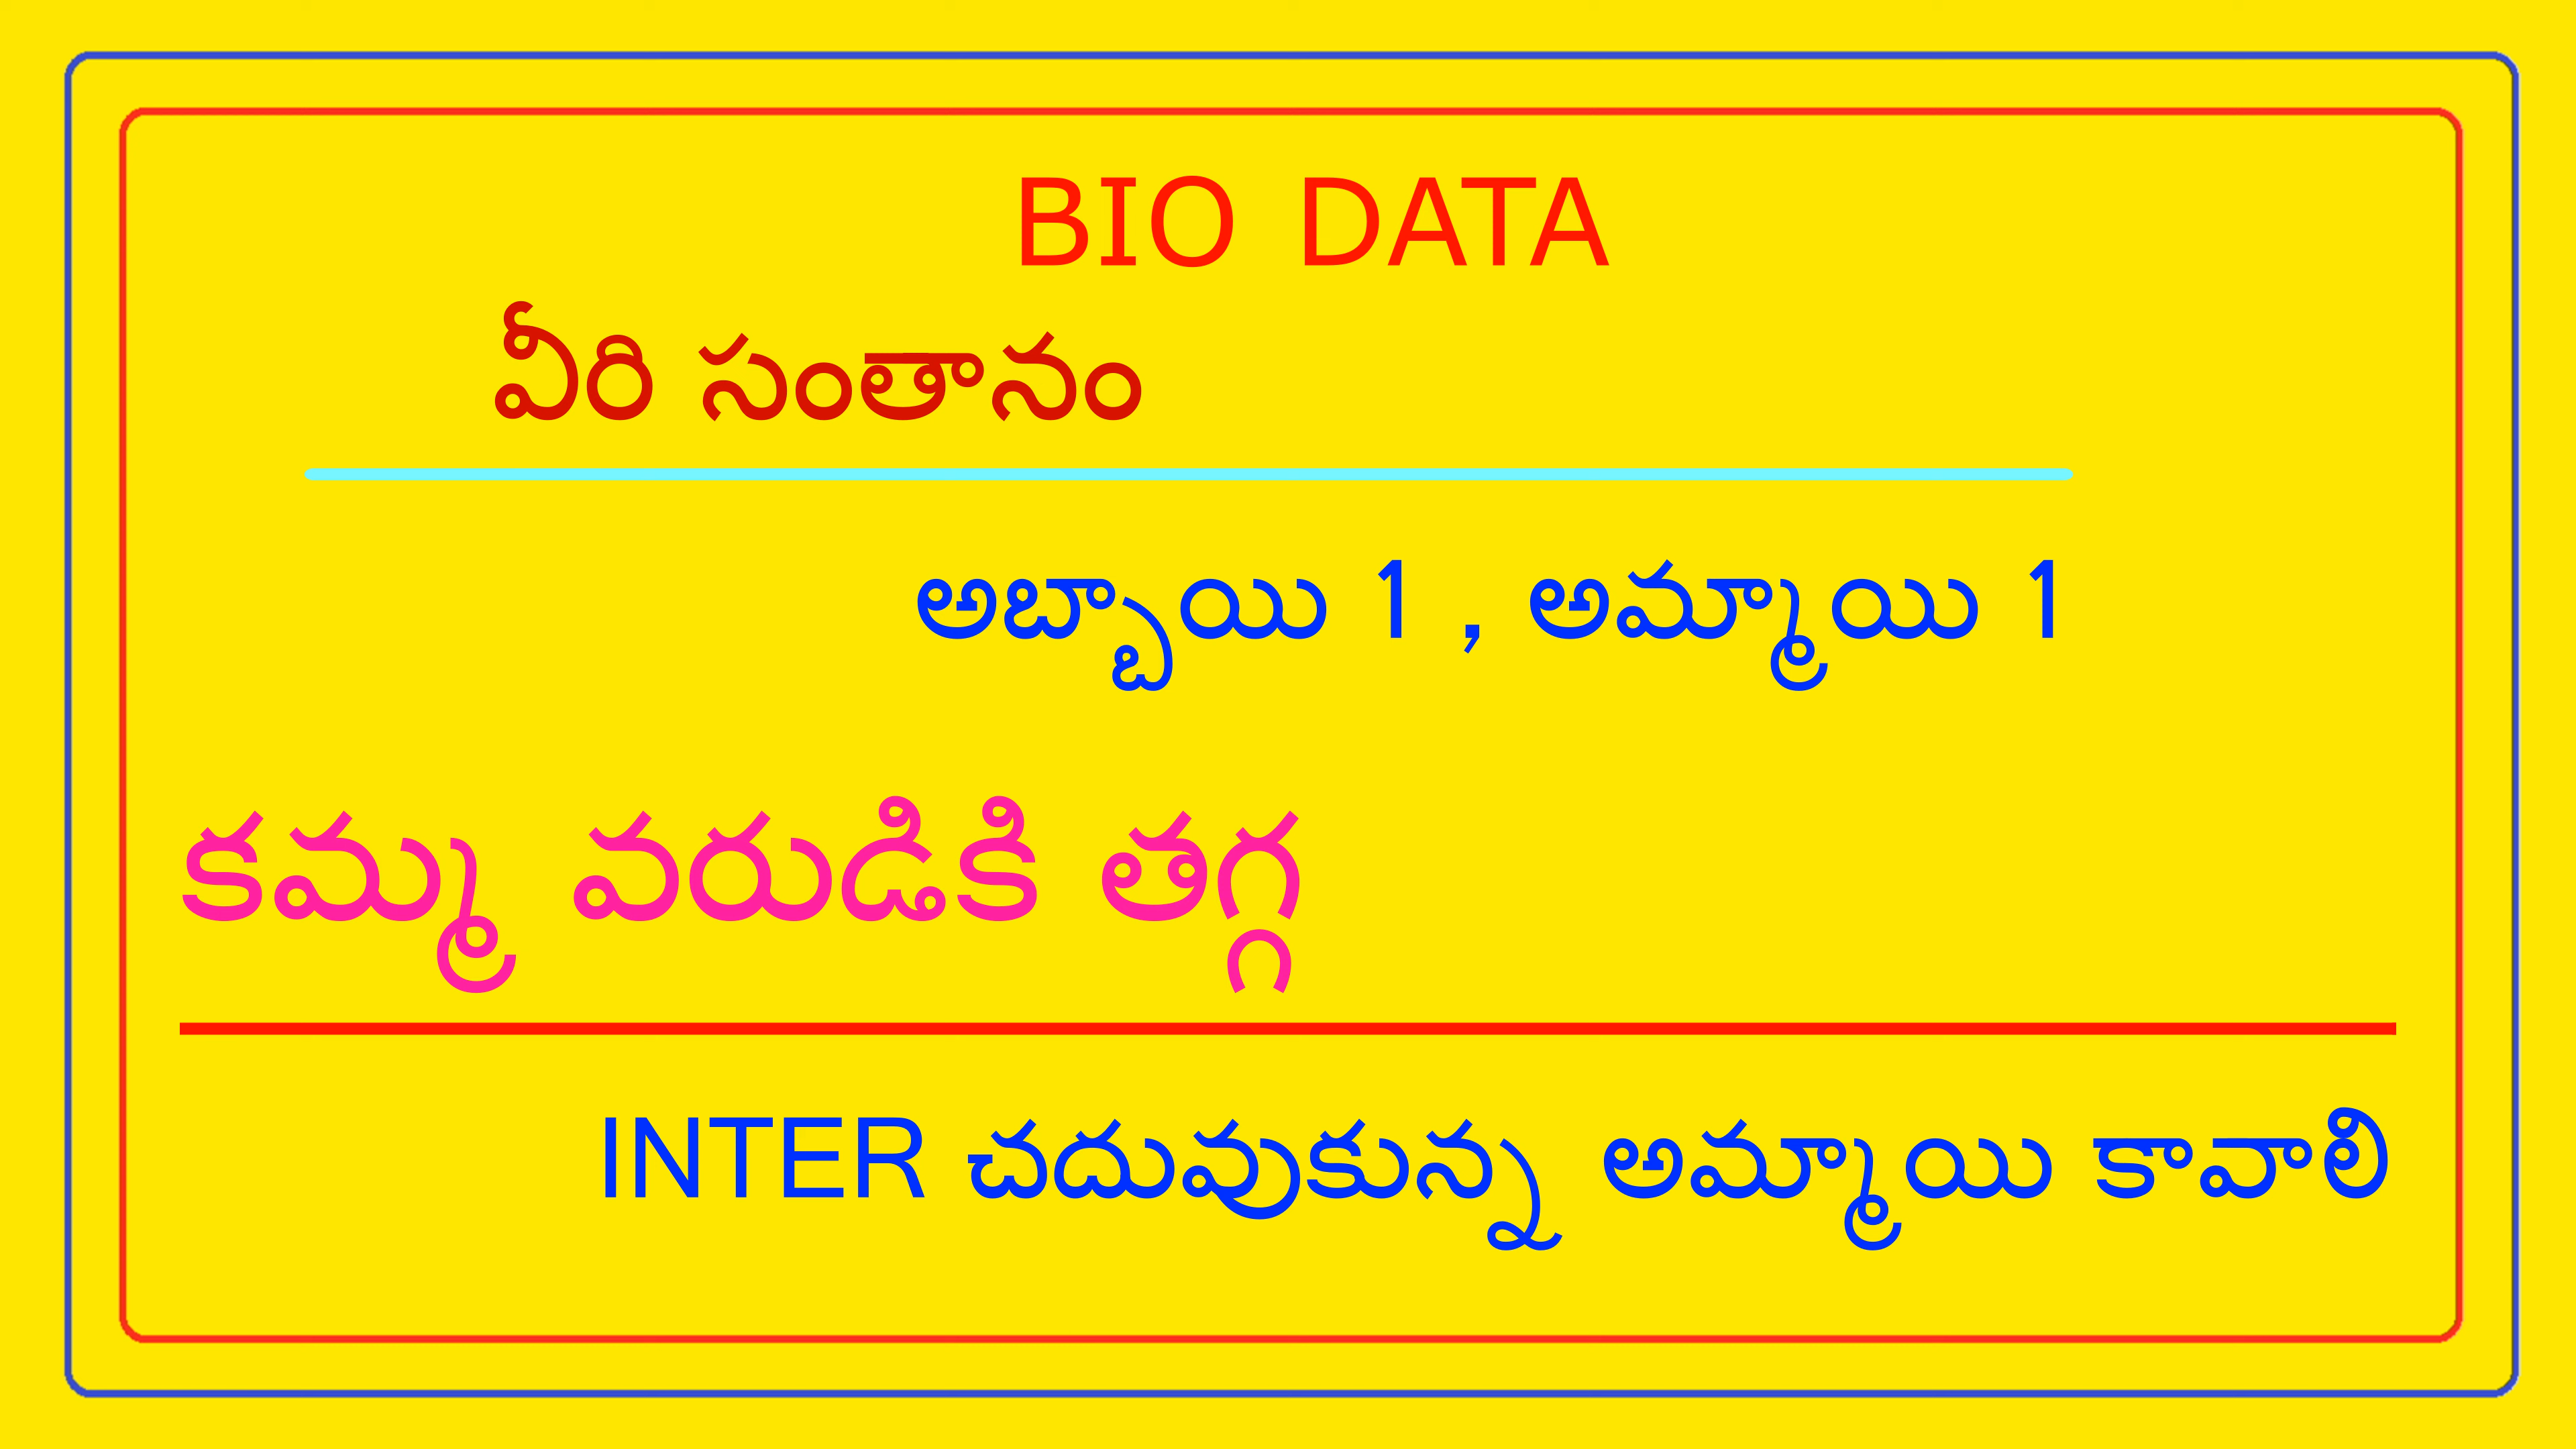 BIO DATA
వీరి సంతానం
అబ్బాయి 1 , అమ్మాయి 1
కమ్మ వరుడికి తగ్గ
INTER చదువుకున్న అమ్మాయి కావాలి